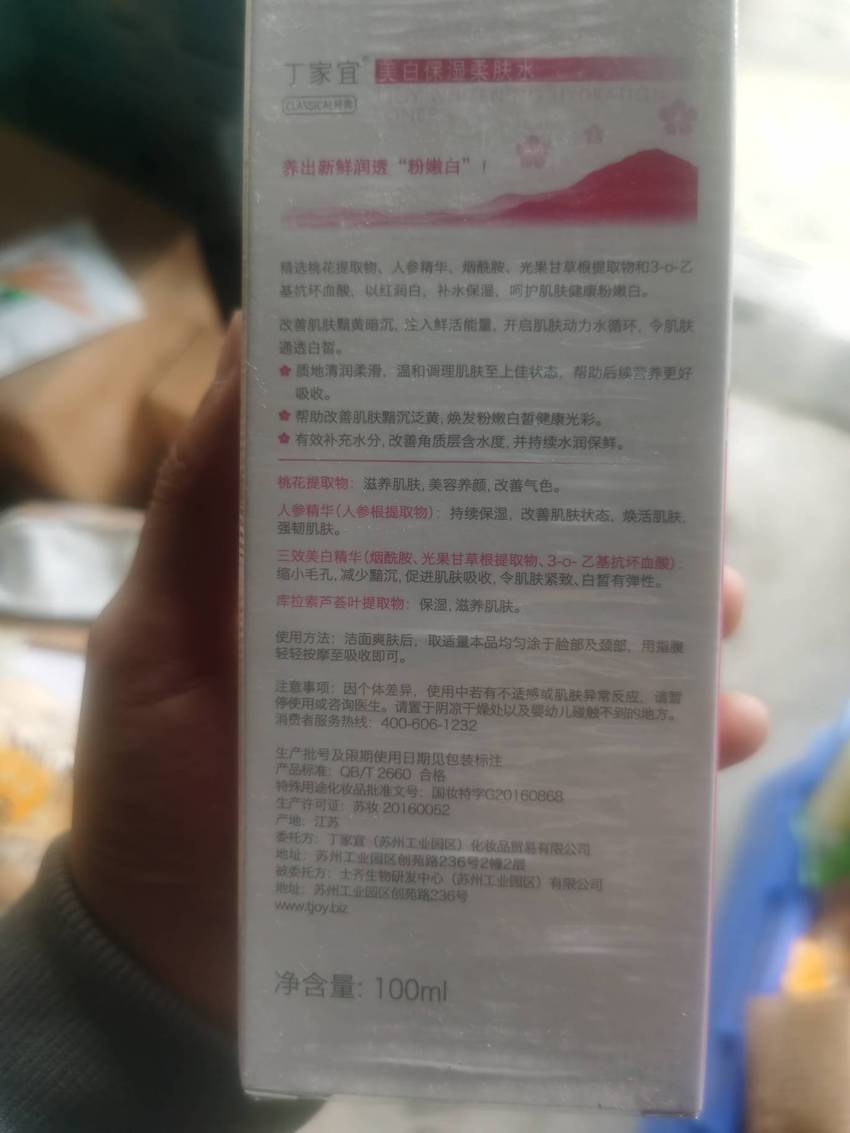 丁家宜® 美白保湿柔肤水
CLASSICAL经典
养出新鲜润透“粉嫩白”！
精选桃花提取物、人参精华、烟酰胺、光果甘草根提取物和3-o-乙
基抗坏血酸，以红润白，补水保湿，呵护肌肤健康粉嫩白。
改善肌肤黯黄暗沉，注入鲜活能量，开启肌肤动力水循环，令肌肤
通透白皙。
质地清润柔滑，温和调理肌肤至上佳状态，帮助后续营养更好
吸收。
帮助改善肌肤黯沉泛黄，焕发粉嫩白皙健康光彩。
有效补充水分，改善角质层含水度，并持续水润保鲜。
桃花提取物：滋养肌肤，美容养颜，改善气色。
人参精华（人参根提取物）：持续保湿，改善肌肤状态，焕活肌肤，
强韧肌肤。
三效美白精华（烟酰胺、光果甘草根提取物、3-o-乙基抗坏血酸）：
缩小毛孔，减少黯沉，促进肌肤吸收，令肌肤紧致、白皙有弹性。
库拉索芦荟叶提取物：保湿，滋养肌肤。
使用方法：洁面爽肤后，取适量本品均匀涂于脸部及颈部，用指腹
轻轻按摩至吸收即可。
注意事项：因个体差异，使用中若有不适感或肌肤异常反应，请暂
停使用或咨询医生。请置于阴凉干燥处以及婴幼儿碰触不到的地方。
消费者服务热线：400-606-1232
生产批号及限期使用日期见包装标注
产品标准：QB/T 2660 合格
特殊用途化妆品批准文号：国妆特字G20160868
生产许可证：苏妆 20160052
产地：江苏
委托方：丁家宜（苏州工业园区）化妆品贸易有限公司
地址：苏州工业园区创苑路236号2幢2层
被委托方：士齐生物研发中心（苏州工业园区）有限公司
地址：苏州工业园区创苑路236号
www.tjoy.biz
净含量：100ml